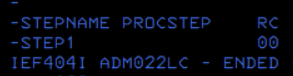 -
-STEPNAME PROCSTEP RC
-STEP1 00
IEF404I ADM022LC - ENDED